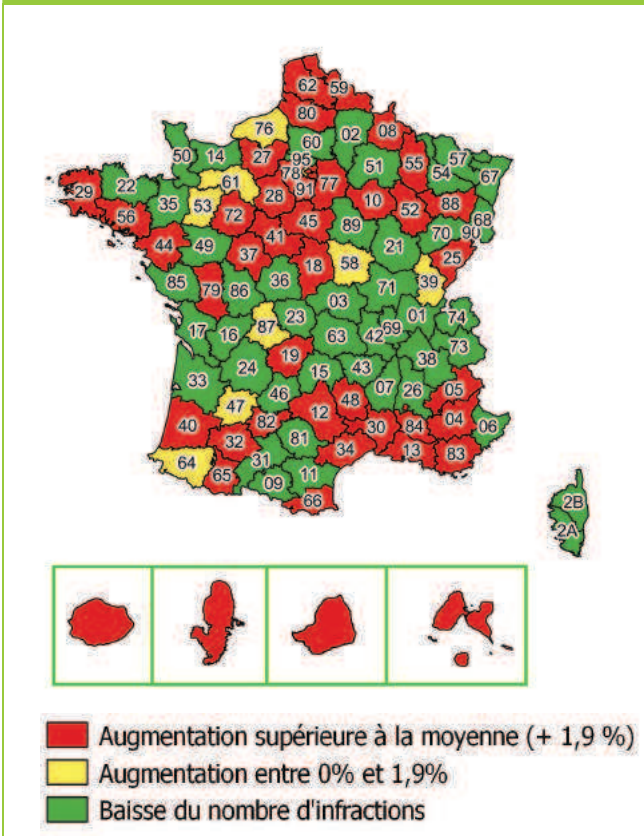 62 59
80
76 02 08
60
50 14 27 95 51 55 57
54 67
78 77
61 91
29 22 28 10 88
35 53 52 68
56 72 45 89 70 90
41
44 49 37 18 58 21 25
85 79 86 36 71 39
03
17 16 87 23 01 74
63 42 69
19 38 73
33 24 15 43
46 07 26 05
47 48
40 82 12 30 84 04 06
32 81 34 13 83
64 31
65 09 11
66
2B
2A
Augmentation supérieure à la moyenne (+ 1,9 %)
Augmentation entre 0% et 1,9%
Baisse du nombre d'infractions